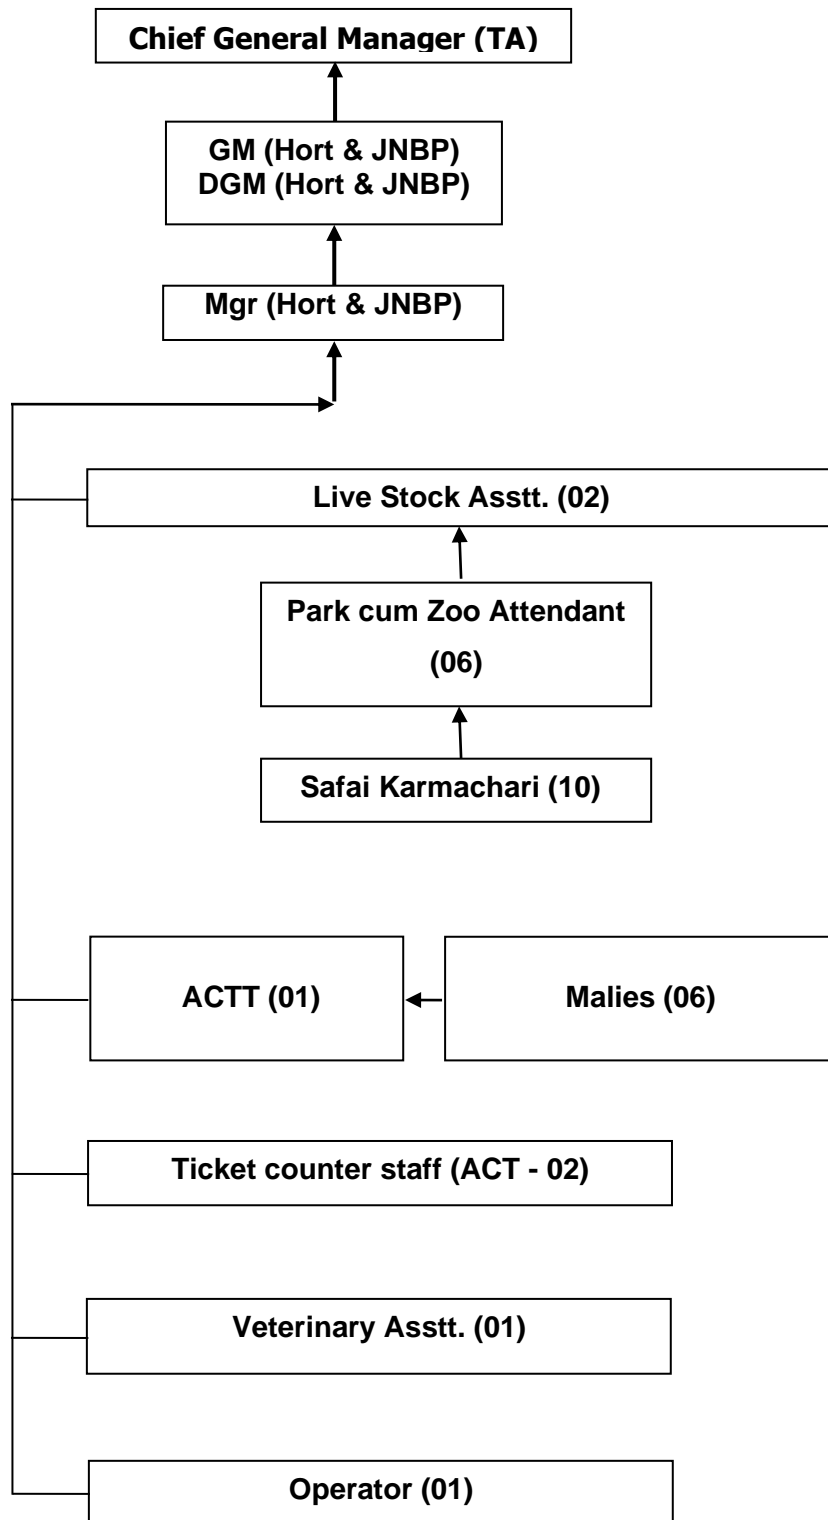 Chief General Manager (TA)
GM (Hort & JNBP)
DGM (Hort & JNBP)
Mgr (Hort & JNBP)
Live Stock Asstt. (02)
Park cum Zoo Attendant
(06)
Safai Karmachari (10)
ACTT (01)
Malies (06)
Ticket counter staff (ACT - 02)
Veterinary Asstt. (01)
Operator (01)